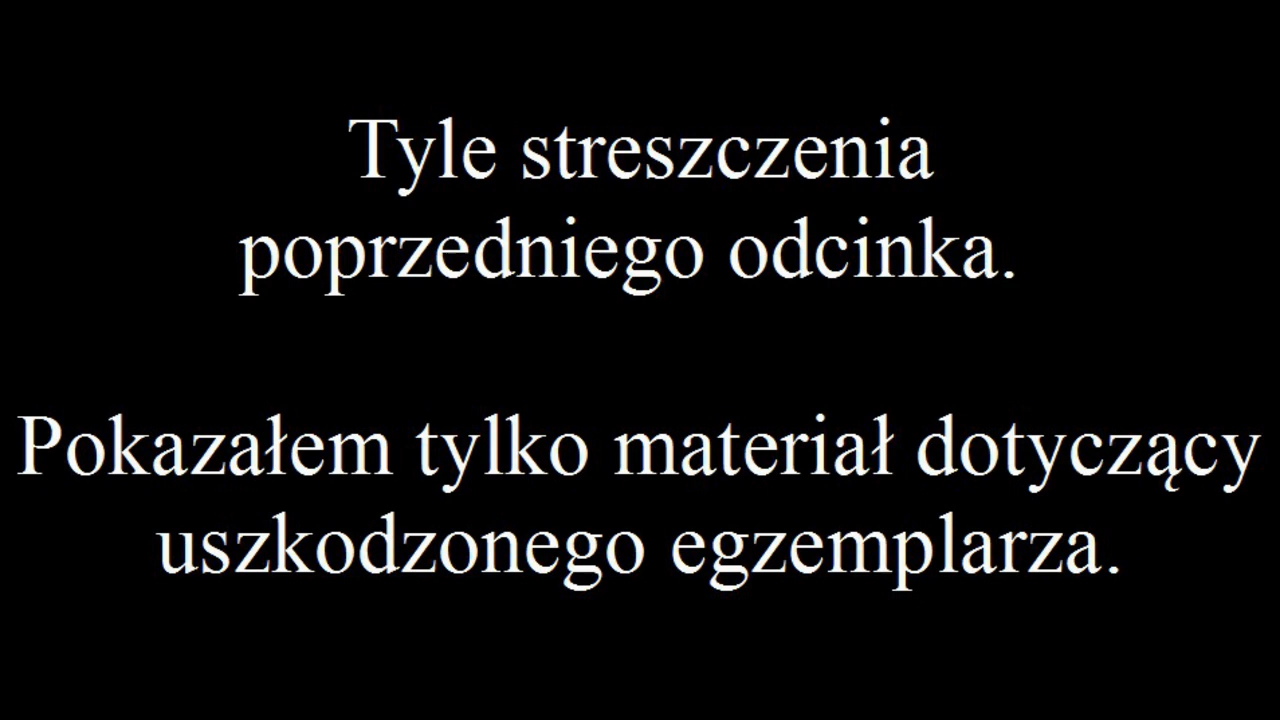 Tyle streszczenia
poprzedniego odcinka.
Pokazałem tylko materiał dotyczący
uszkodzonego egzemplarza.